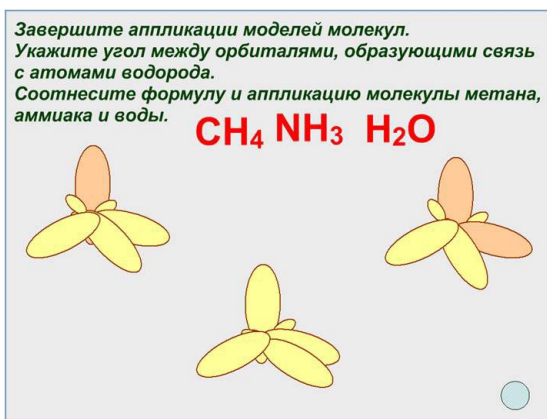 Завершите аппликации моделей молекул.
Укажите угол между орбиталями, образующими связь
с атомами водорода.
Соотнесите формулу и аппликацию молекулы метана,
аммиака и воды.
CH₄ NH₃ H₂O